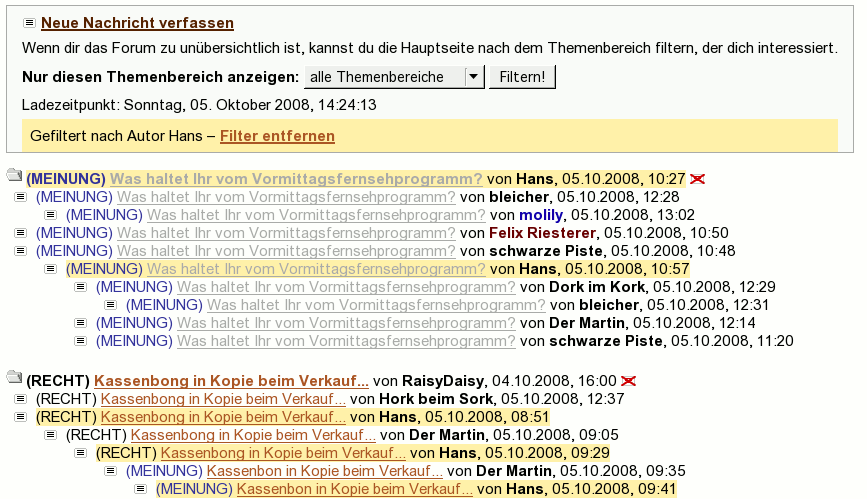 Neue Nachricht verfassen
Wenn dir das Forum zu unübersichtlich ist, kannst du die Hauptseite nach dem Themenbereich filtern, der dich interessiert.
Nur diesen Themenbereich anzeigen: alle Themenbereiche Filtern!
Ladezeitpunkt: Sonntag, 05. Oktober 2008, 14:24:13
Gefiltert nach Autor Hans – Filter entfernen
(MEINUNG) Was haltet Ihr vom Vormittagsfernsehprogramm? von Hans, 05.10.2008, 10:27
(MEINUNG) Was haltet Ihr vom Vormittagsfernsehprogramm? von bleicher, 05.10.2008, 12:28
(MEINUNG) Was haltet Ihr vom Vormittagsfernsehprogramm? von molily, 05.10.2008, 13:02
(MEINUNG) Was haltet Ihr vom Vormittagsfernsehprogramm? von Felix Riesterer, 05.10.2008, 10:50
(MEINUNG) Was haltet Ihr vom Vormittagsfernsehprogramm? von schwarze Piste, 05.10.2008, 10:48
(MEINUNG) Was haltet Ihr vom Vormittagsfernsehprogramm? von Hans, 05.10.2008, 10:57
(MEINUNG) Was haltet Ihr vom Vormittagsfernsehprogramm? von Dork im Kork, 05.10.2008, 12:29
(MEINUNG) Was haltet Ihr vom Vormittagsfernsehprogramm? von bleicher, 05.10.2008, 12:31
(MEINUNG) Was haltet Ihr vom Vormittagsfernsehprogramm? von Der Martin, 05.10.2008, 12:14
(MEINUNG) Was haltet Ihr vom Vormittagsfernsehprogramm? von schwarze Piste, 05.10.2008, 11:20
(RECHT) Kassenbong in Kopie beim Verkauf... von RaisyDaisy, 04.10.2008, 16:00
(RECHT) Kassenbong in Kopie beim Verkauf... von Hork beim Sork, 05.10.2008, 12:37
(RECHT) Kassenbong in Kopie beim Verkauf... von Hans, 05.10.2008, 08:51
(RECHT) Kassenbong in Kopie beim Verkauf... von Der Martin, 05.10.2008, 09:05
(RECHT) Kassenbong in Kopie beim Verkauf... von Hans, 05.10.2008, 09:29
(MEINUNG) Kassenbon in Kopie beim Verkauf... von Der Martin, 05.10.2008, 09:35
(MEINUNG) Kassenbon in Kopie beim Verkauf... von Hans, 05.10.2008, 09:41